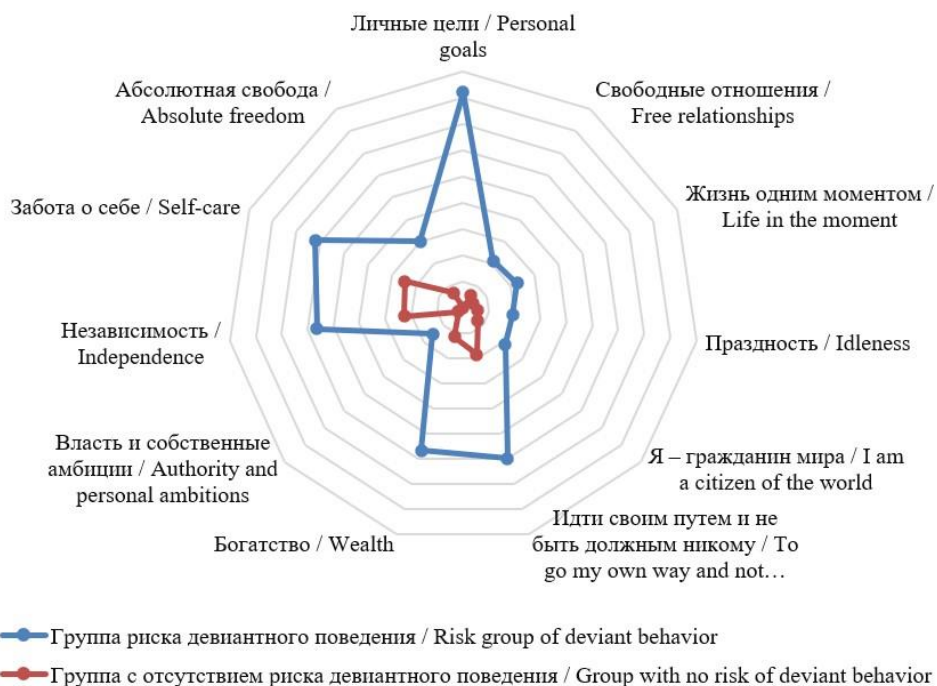 Личные цели / Personal
goals
Свободные отношения /
Free relationships
Жизнь одним моментом /
Life in the moment
Праздность / Idleness
Я – гражданин мира / I am
a citizen of the world
Идти своим путем и не
быть должным никому / To
go my own way and not…
Богатство / Wealth
Власть и собственные
амбиции / Authority and
personal ambitions
Независимость /
Independence
Забота о себе / Self-care
Абсолютная свобода /
Absolute freedom
Группа риска девиантного поведения / Risk group of deviant behavior
Группа с отсутствием риска девиантного поведения / Group with no risk of deviant behavior